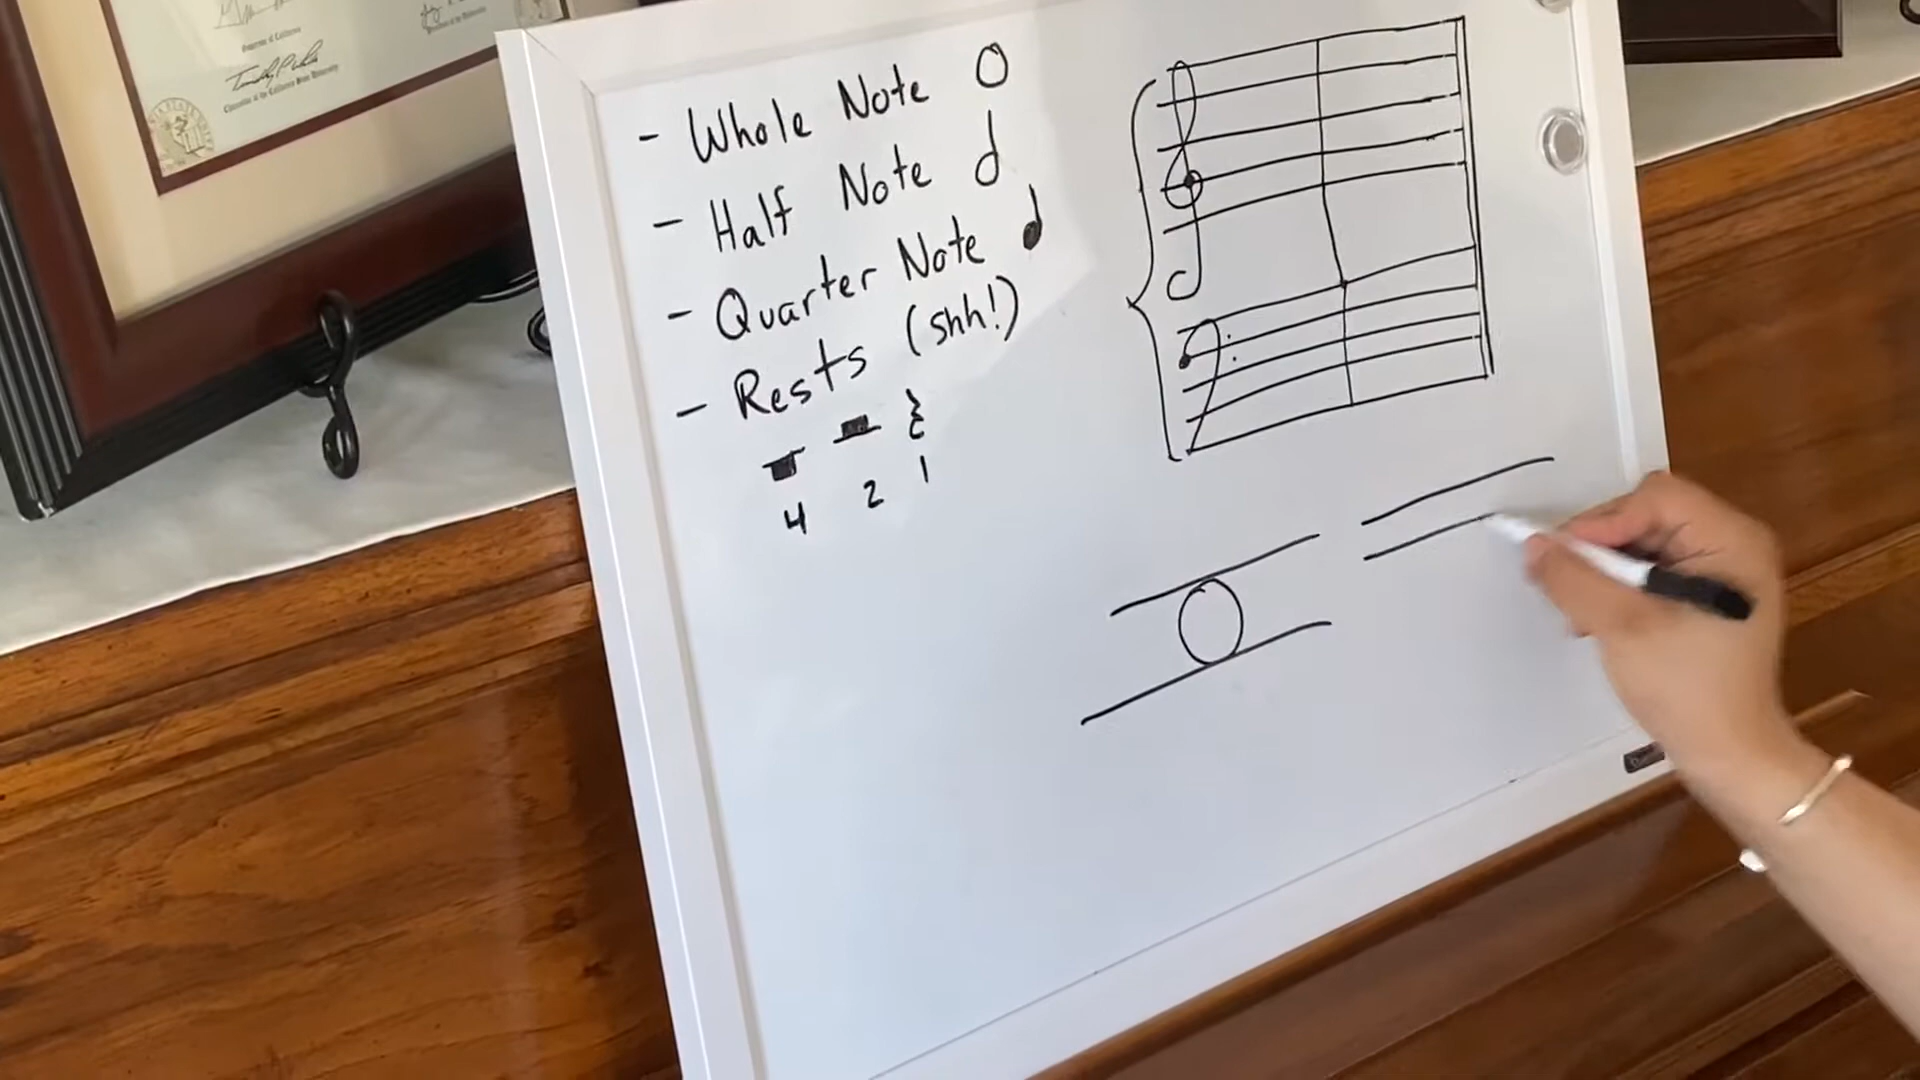 - Whole Note
- Half Note
- Quarter Note
- Rests (shh!)
4 2 1